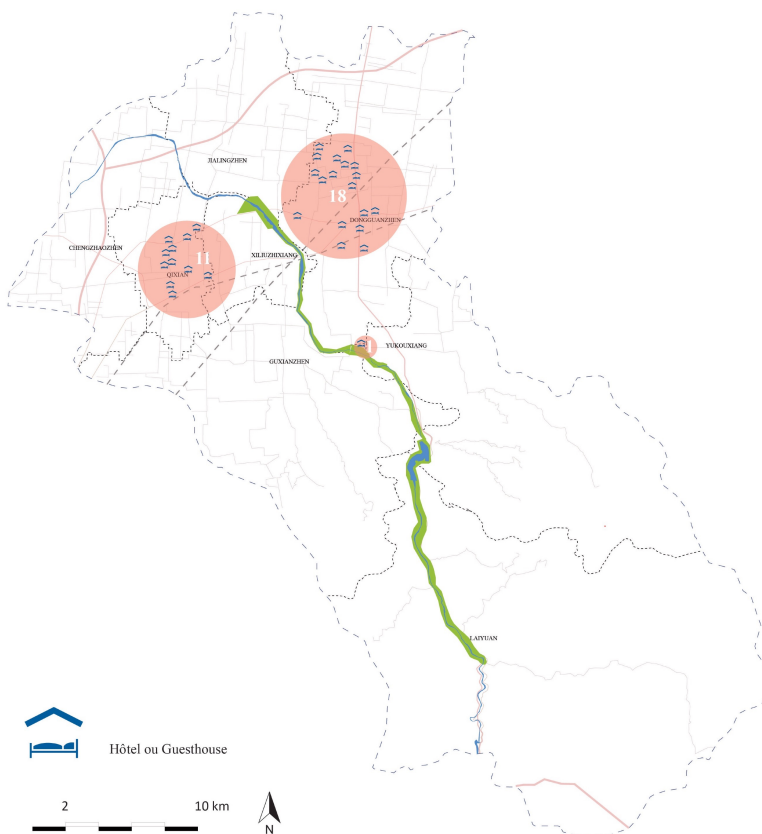 JIALINGZHEN
18
DONGGUANZHEN
CHENGZHAOZHEN
11
XILIUZHIXIANG
QIXIAN
1
YUKOUXIANG
GUXIANZHEN
LAIYUAN
Hôtel ou Guesthouse
2 10 km
N